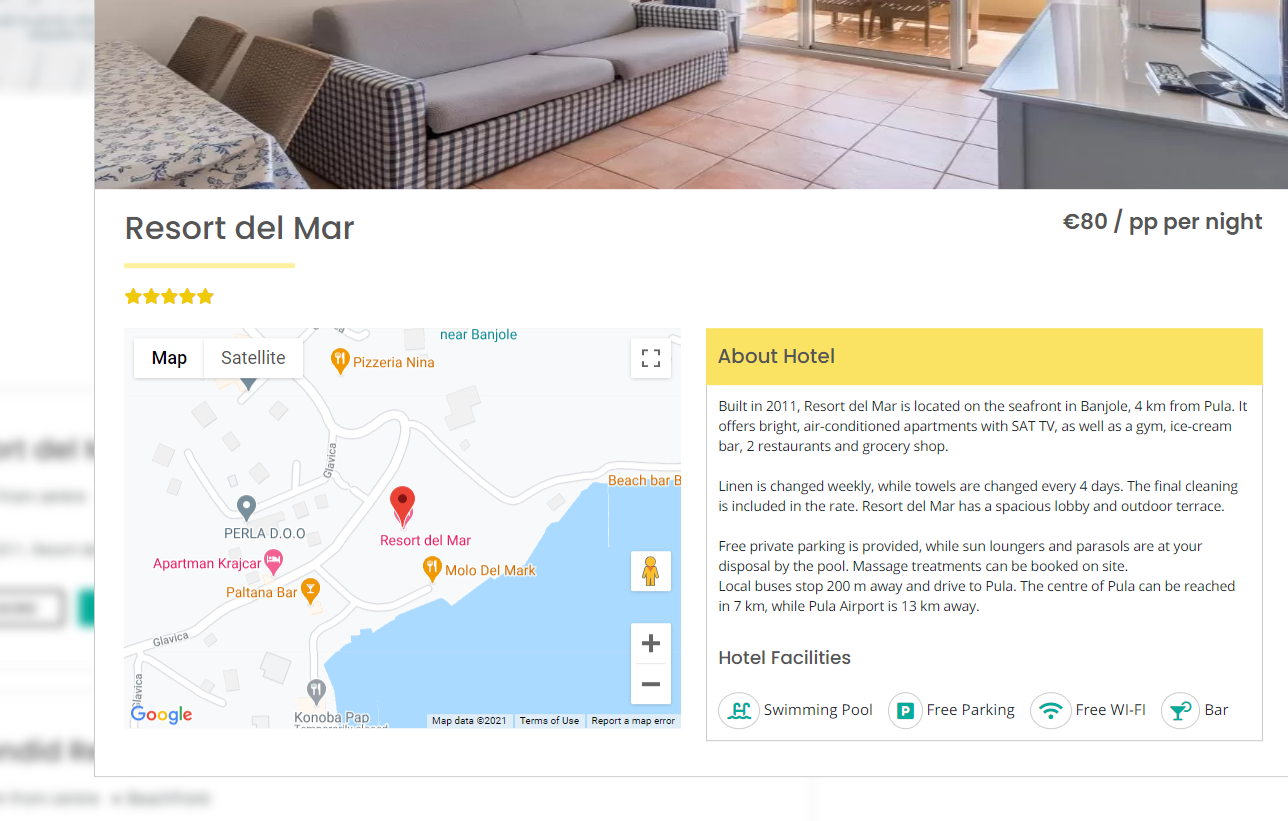 Resort del Mar
€80 / pp per night
near Banjole
Map
Satellite
Pizzeria Nina
Glavica
Beach bar B
PERLA D.O.O
Resort del Mar
Apartman Krajcar
Molo Del Mark
Paltana Bar
Glavica
Glavica
Konoba Pap
Temporarily closed
Google
Map data ©2021
Terms of Use
Report a map error
About Hotel
Built in 2011, Resort del Mar is located on the seafront in Banjole, 4 km from Pula. It
offers bright, air-conditioned apartments with SAT TV, as well as a gym, ice-cream
bar, 2 restaurants and grocery shop.
Linen is changed weekly, while towels are changed every 4 days. The final cleaning
is included in the rate. Resort del Mar has a spacious lobby and outdoor terrace.
Free private parking is provided, while sun loungers and parasols are at your
disposal by the pool. Massage treatments can be booked on site.
Local buses stop 200 m away and drive to Pula. The centre of Pula can be reached
in 7 km, while Pula Airport is 13 km away.
Hotel Facilities
Swimming Pool
P
Free Parking
Free WI-FI
Bar